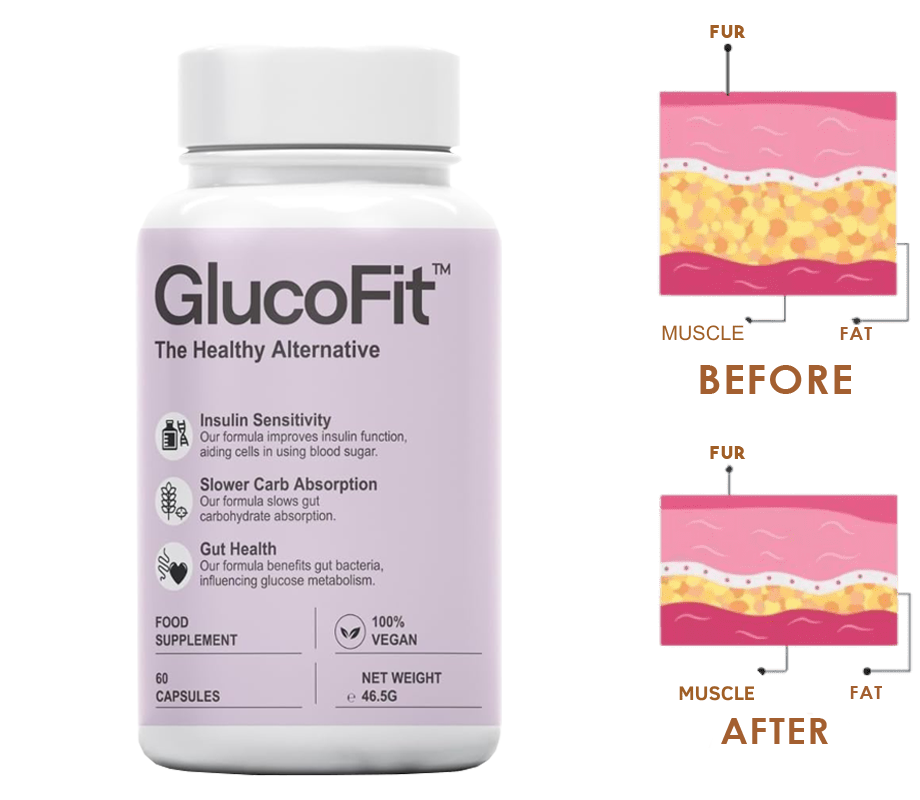 GlucoFit™
The Healthy Alternative
Insulin Sensitivity
Our formula improves insulin function,
aiding cells in using blood sugar.
Slower Carb Absorption
Our formula slows gut
carbohydrate absorption.
Gut Health
Our formula benefits gut bacteria,
influencing glucose metabolism.
FOOD
SUPPLEMENT
100%
VEGAN
60
CAPSULES
NET WEIGHT
℮ 46.5G
FUR
MUSCLE
FAT
BEFORE
FUR
MUSCLE
FAT
AFTER